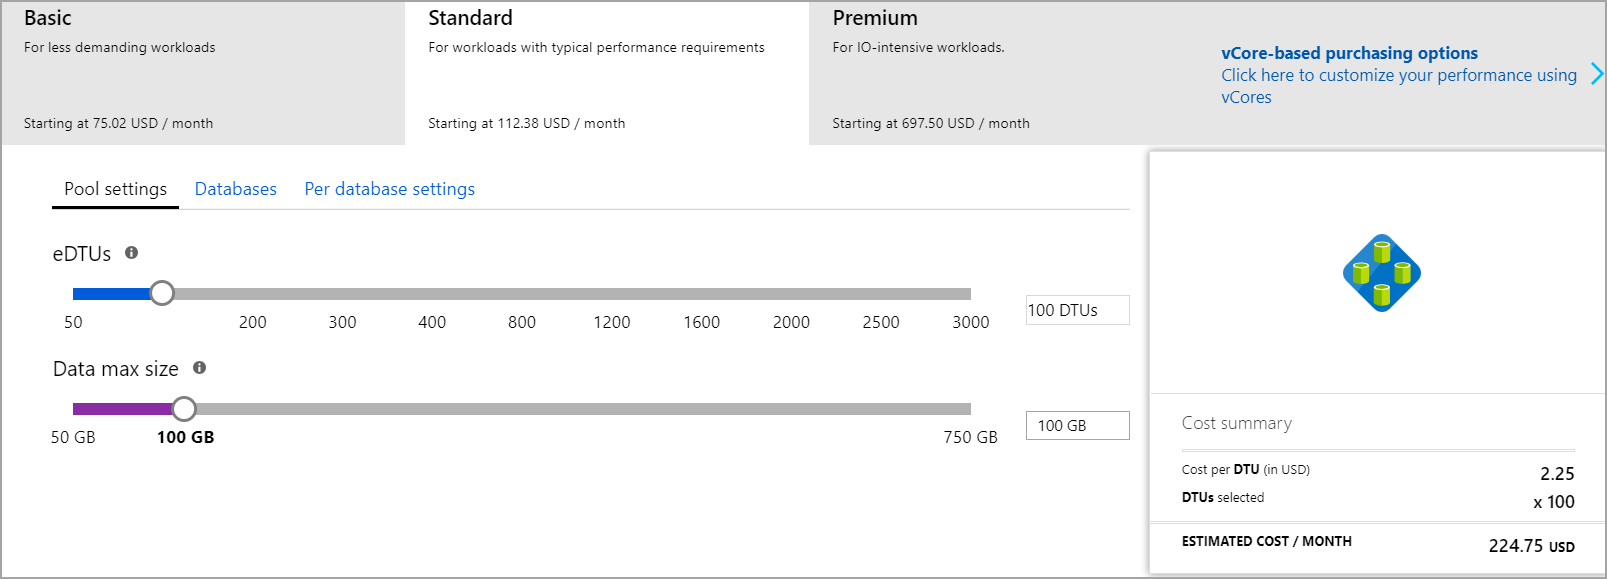 Basic
For less demanding workloads
Starting at 75.02 USD / month
Standard
For workloads with typical performance requirements
Starting at 112.38 USD / month
Premium
For IO-intensive workloads.
Starting at 697.50 USD / month
vCore-based purchasing options
Click here to customize your performance using
vCores
Pool settings Databases Per database settings
eDTUs
50 200 300 400 800 1200 1600 2000 2500 3000
100 DTUs
Data max size
50 GB 100 GB 750 GB
100 GB
Cost summary
Cost per DTU (in USD) 2.25
DTUs selected x 100
ESTIMATED COST / MONTH 224.75 USD